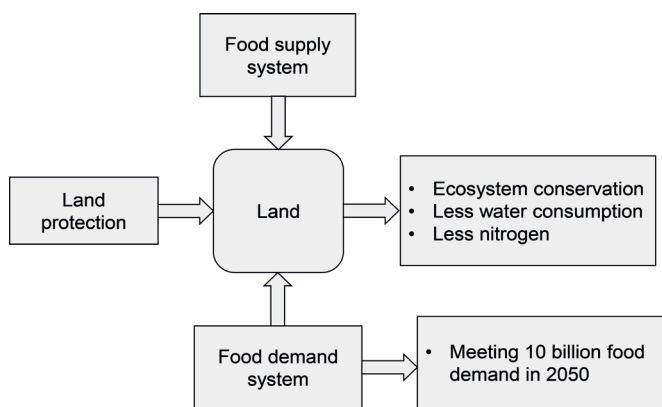 Food supply
system
Land
protection
Land
• Ecosystem conservation
• Less water consumption
• Less nitrogen
Food demand
system
• Meeting 10 billion food
demand in 2050